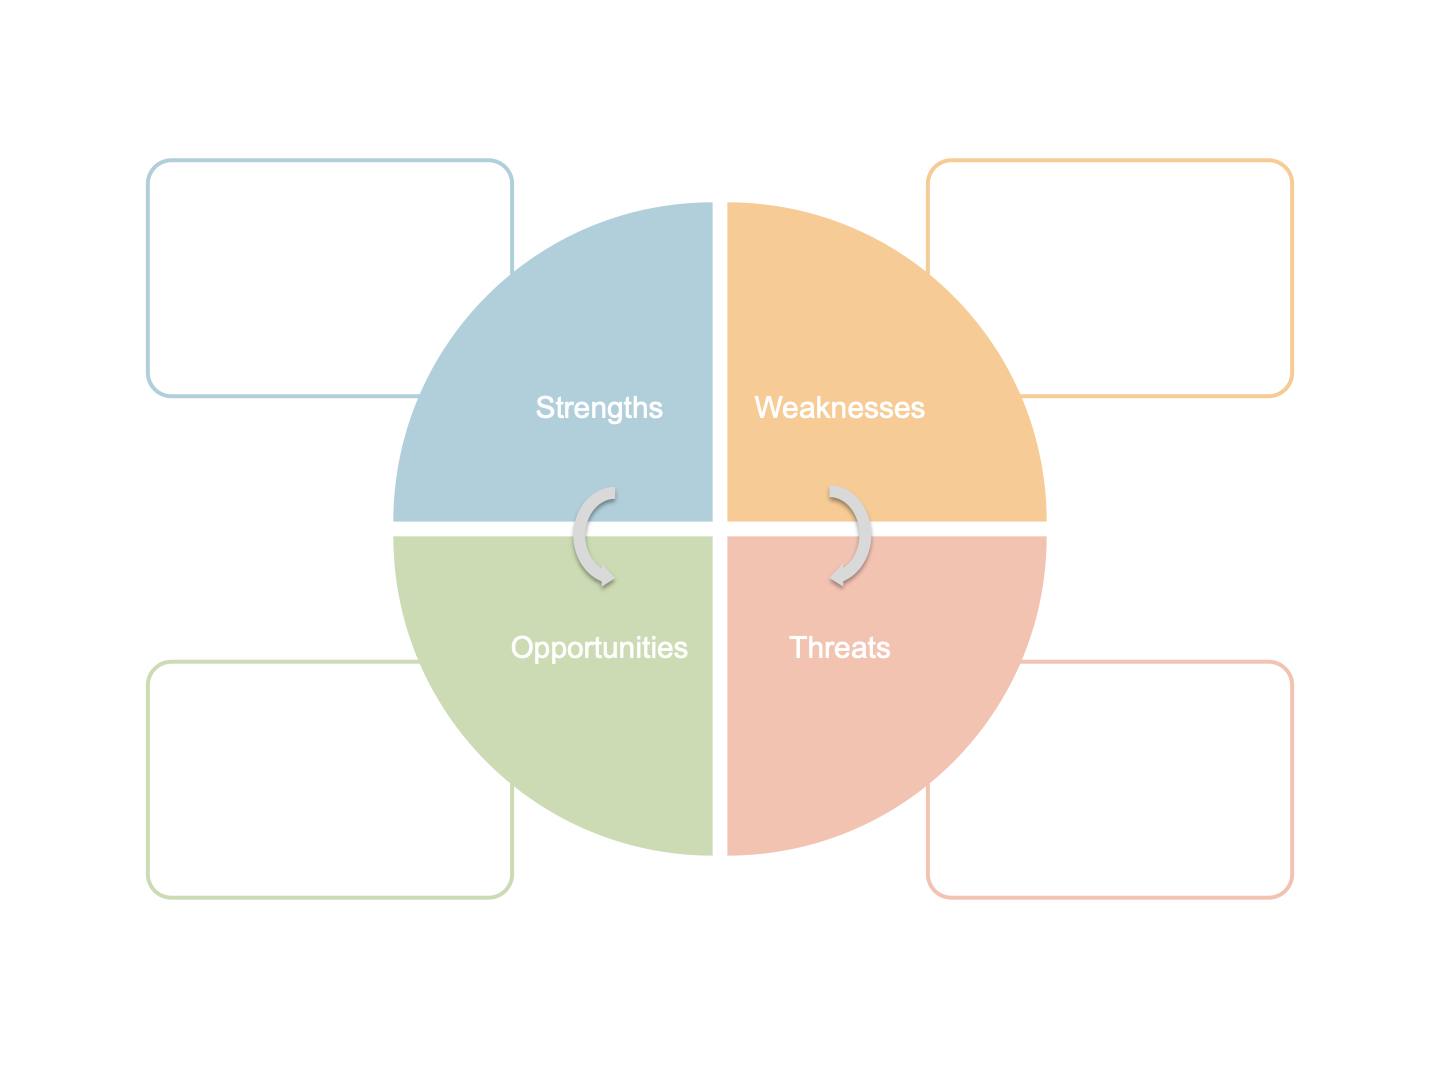 Strengths
Weaknesses
Opportunities
Threats